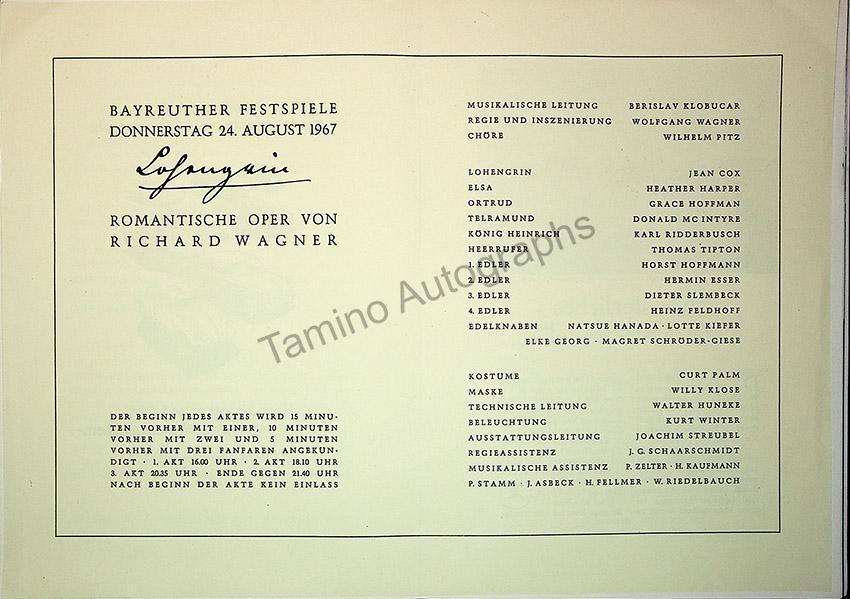 BAYREUTHER FESTSPIELE
DONNERSTAG 24. AUGUST 1967
Lohengrin
ROMANTISCHE OPER VON
RICHARD WAGNER
DER BEGINN JEDES AKTES WIRD 15 MINU-
TEN VORHER MIT EINER, 10 MINUTEN
VORHER MIT ZWEI UND 5 MINUTEN
VORHER MIT DREI FANFAREN ANGEKÜN-
DIGT · 1. AKT 16.00 UHR · 2. AKT 18.10 UHR
3. AKT 20.35 UHR · ENDE GEGEN 21.40 UHR
NACH BEGINN DER AKTE KEIN EINLASS
MUSIKALISCHE LEITUNG BERISLAV KLOBUCAR
REGIE UND INSZENIERUNG WOLFGANG WAGNER
CHÖRE WILHELM PITZ
LOHENGRIN JEAN COX
ELSA HEATHER HARPER
ORTRUD GRACE HOFFMAN
TELRAMUND DONALD MC INTYRE
KÖNIG HEINRICH KARL RIDDERBUSCH
HEERRUFER THOMAS TIPTON
1. EDLER HORST HOFFMANN
2. EDLER HERMIN ESSER
3. EDLER DIETER SLEMBECK
4. EDLER HEINZ FELDHOFF
EDELKNABEN NATSUE HANADA · LOTTE KIEFER
ELKE GEORG · MAGRET SCHRÖDER-GIESE
KOSTUME CURT PALM
MASKE WILLY KLOSE
TECHNISCHE LEITUNG WALTER HUNEKE
BELEUCHTUNG KURT WINTER
AUSSTATTUNGSLEITUNG JOACHIM STREUBEL
REGIEASSISTENZ J. G. SCHAARSCHMIDT
MUSIKALISCHE ASSISTENZ P. ZELTER · H. KAUFMANN
P. STAMM · J. ASBECK · H. FELLMER · W. RIEDELBAUCH
Tamino Autographs